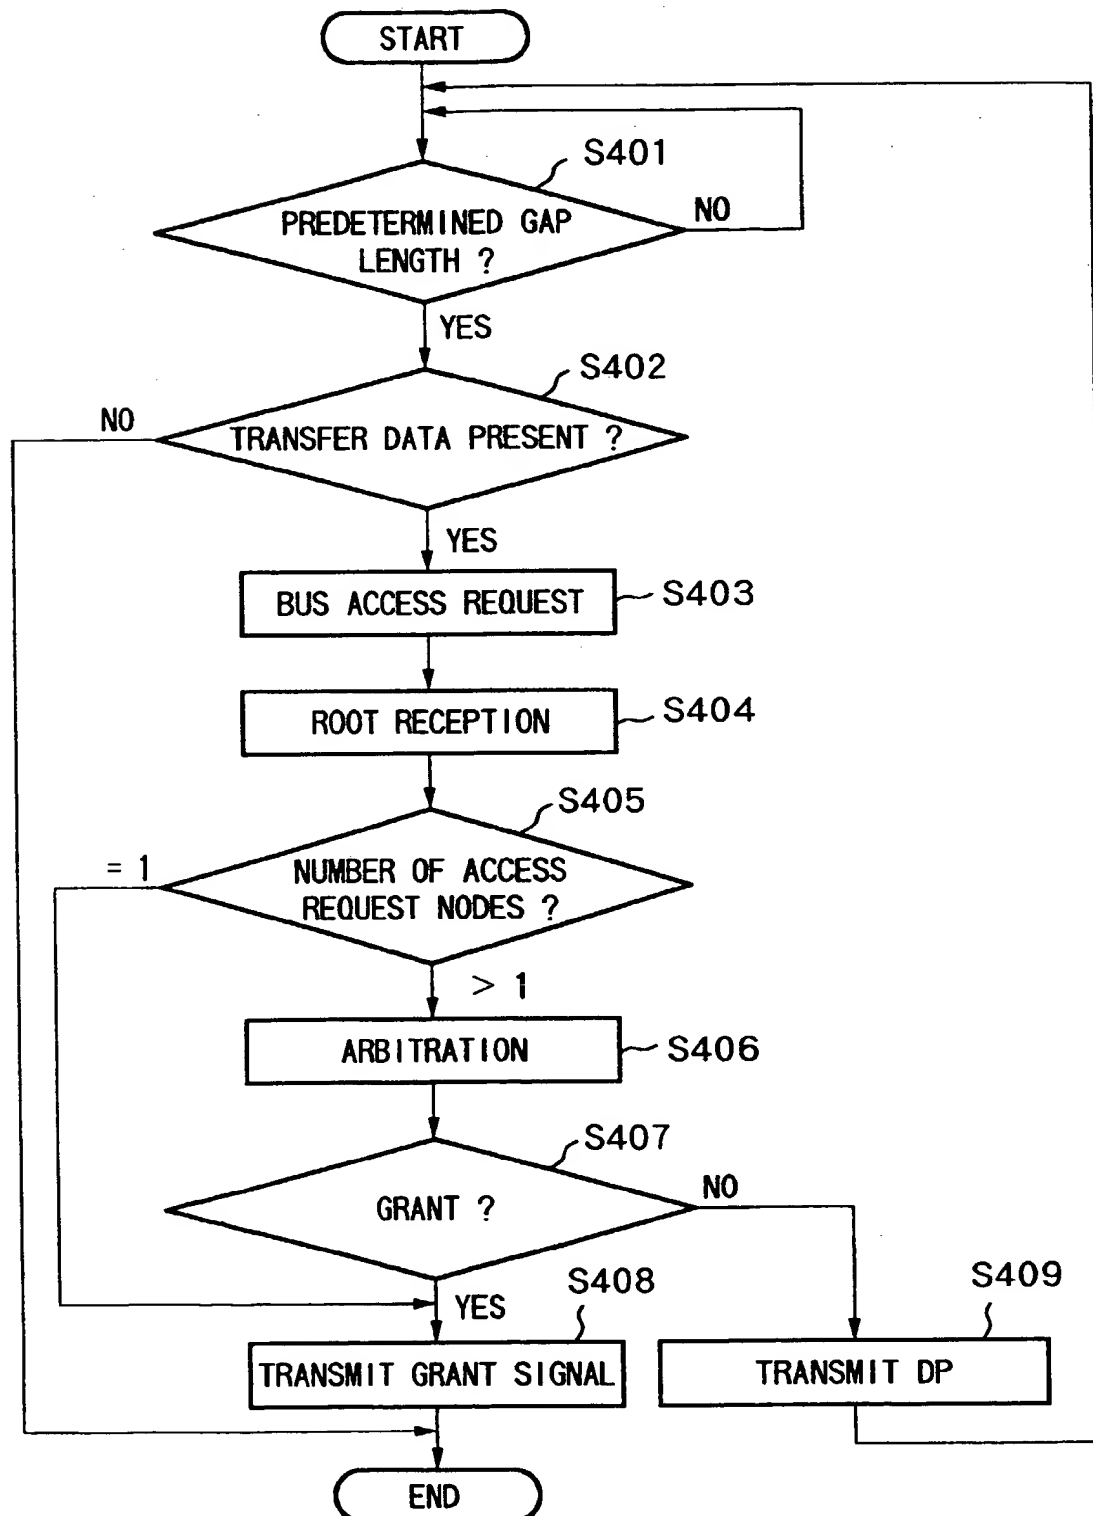 START
S401
PREDETERMINED GAP
LENGTH ?
NO
YES
S402
NO
TRANSFER DATA PRESENT ?
YES
BUS ACCESS REQUEST
S403
ROOT RECEPTION
S404
S405
= 1
NUMBER OF ACCESS
REQUEST NODES ?
> 1
ARBITRATION
S406
S407
GRANT ?
NO
YES
S408
S409
TRANSMIT GRANT SIGNAL
TRANSMIT DP
END